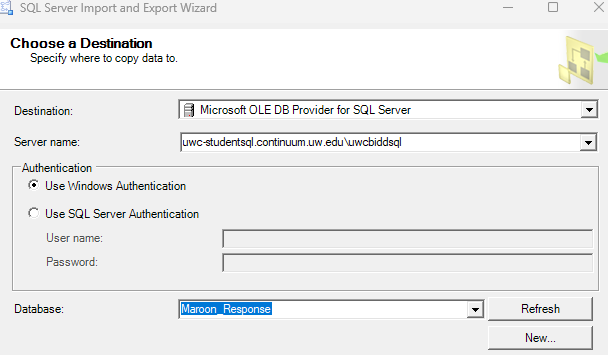 SQL Server Import and Export Wizard
Choose a Destination
Specify where to copy data to.
Destination: Microsoft OLE DB Provider for SQL Server
Server name: uwc-studentsql.continuum.uw.edu\uwcbiddsql
Authentication
Use Windows Authentication
Use SQL Server Authentication
User name:
Password:
Database: Maroon_Response Refresh
New...